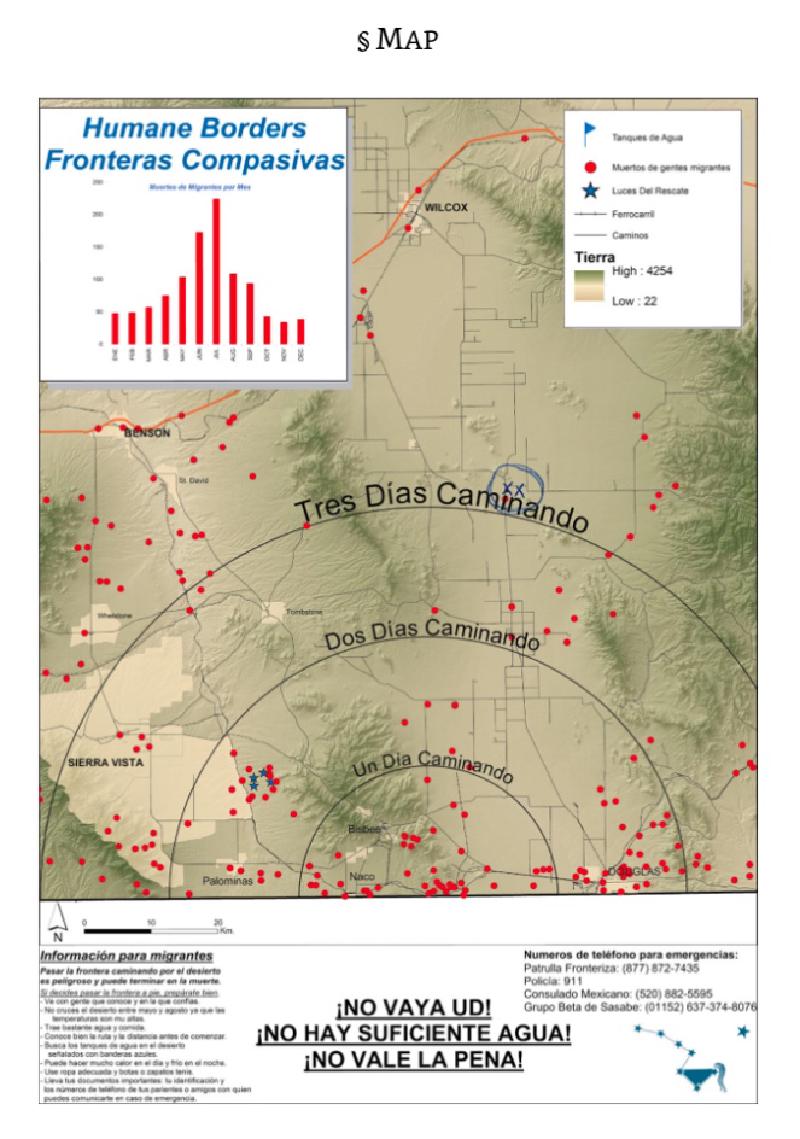 § MAP
Humane Borders
Fronteras Compasivas
Muertos de Migrantes por Mes
250
200
150
100
50
0
ENE
FEB
MAR
ABR
MAY
JUN
JUL
AUG
SEP
OCT
NOV
DEC
Tanques de Agua
Muertos de gentes migrantes
Luces Del Rescate
Ferrocarril
Caminos
Tierra
High : 4254
Low : 22
WILCOX
BENSON
St. David
XX
Tres Días Caminando
Whetstone
Tombstone
Dos Días Caminando
SIERRA VISTA
Un Día Caminando
Bisbee
Palominas
Naco
DOUGLAS
N
0 10 20
Km.
Información para migrantes
Pasar la frontera caminando por el desierto
es peligroso y puede terminar en la muerte.
Si decides pasar la frontera a pie, prepárate bien.
- Ve con gente que conoce y en la que confías.
- No cruces el desierto entre mayo y agosto ya que las
temperaturas son mu altas.
- Trae bastante agua y comida.
- Conoce bien la ruta y la distancia antes de comenzar.
- Busca los tanques de agua en el desierto
señalados con banderas azules.
- Puede hacer mucho calor en el día y frío en el noche.
- Use ropa adecuada y botas o zapatos tenis.
- Lleva tus documentos importantes: tu identificación y
los números de teléfono de tus parientes o amigos con quien
puedes comunicarte en caso de emergencia.
¡NO VAYA UD!
¡NO HAY SUFICIENTE AGUA!
¡NO VALE LA PENA!
Numeros de teléfono para emergencias:
Patrulla Fronteriza: (877) 872-7435
Policía: 911
Consulado Mexicano: (520) 882-5595
Grupo Beta de Sasabe: (01152) 637-374-8076